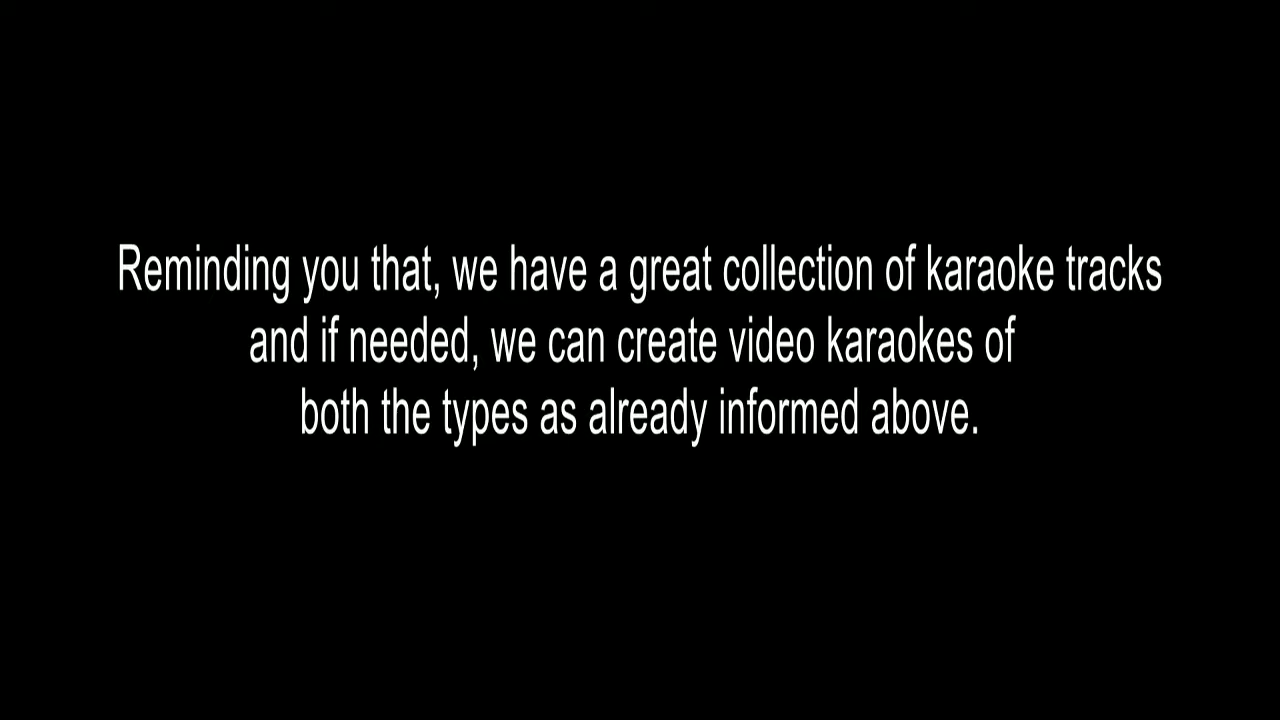 Reminding you that, we have a great collection of karaoke tracks
and if needed, we can create video karaokes of
both the types as already informed above.